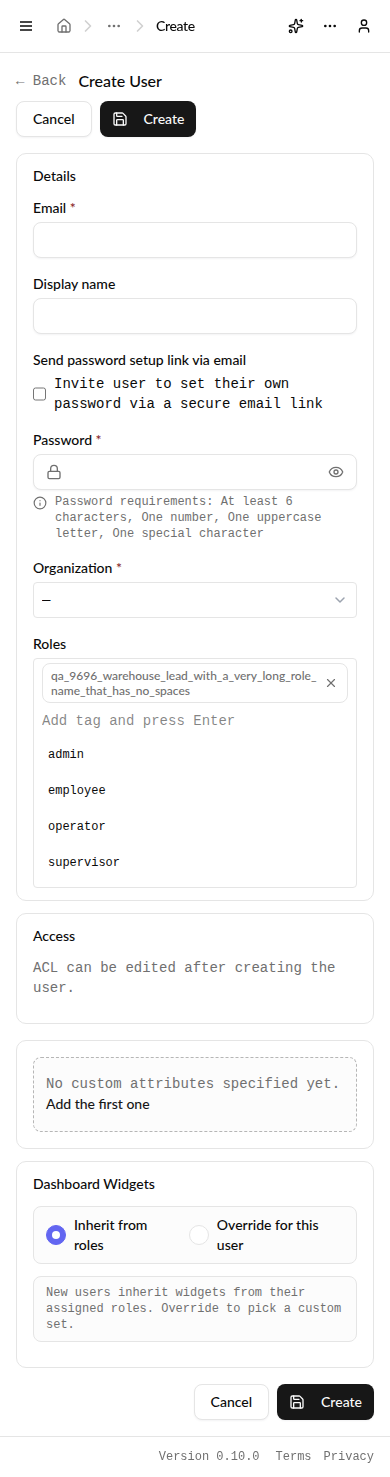 Create
← Back Create User
Cancel Create
Details
Email *
Display name
Send password setup link via email
Invite user to set their own
password via a secure email link
Password *
Password requirements: At least 6
characters, One number, One uppercase
letter, One special character
Organization *
—
Roles
qa_9696_warehouse_lead_with_a_very_long_role_
name_that_has_no_spaces
Add tag and press Enter
admin
employee
operator
supervisor
Access
ACL can be edited after creating the
user.
No custom attributes specified yet.
Add the first one
Dashboard Widgets
Inherit from
roles
Override for this
user
New users inherit widgets from their
assigned roles. Override to pick a custom
set.
Cancel Create
Version 0.10.0 Terms Privacy